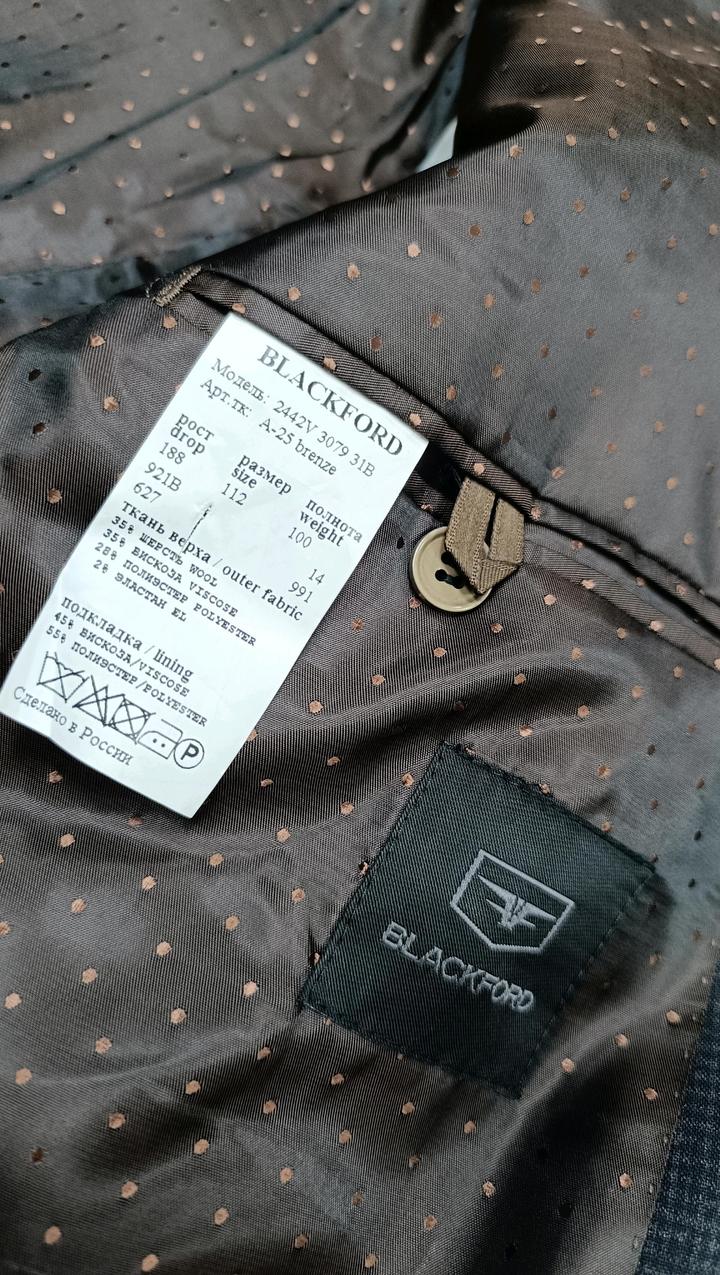 BLACKFORD
Модель: 2442V 3079 31B
Арт.тк: А-25 brenze
рост размер полнота
drop size weight
188 112 100
921B 14
627 991
ткань верха / outer fabric
35% ШЕРСТЬ WOOL
35% ВИСКОЗА VISCOSE
28% ПОЛИЭСТЕР POLYESTER
2% ЭЛАСТАН EL
подкладка / lining
45% ВИСКОЗА/VISCOSE
55% ПОЛИЭСТЕР/POLYESTER
P
Сделано в России
BLACKFORD